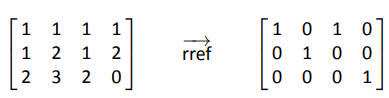 1 1 1 1
1 2 1 2
2 3 2 0
→
rref
1 0 1 0
0 1 0 0
0 0 0 1